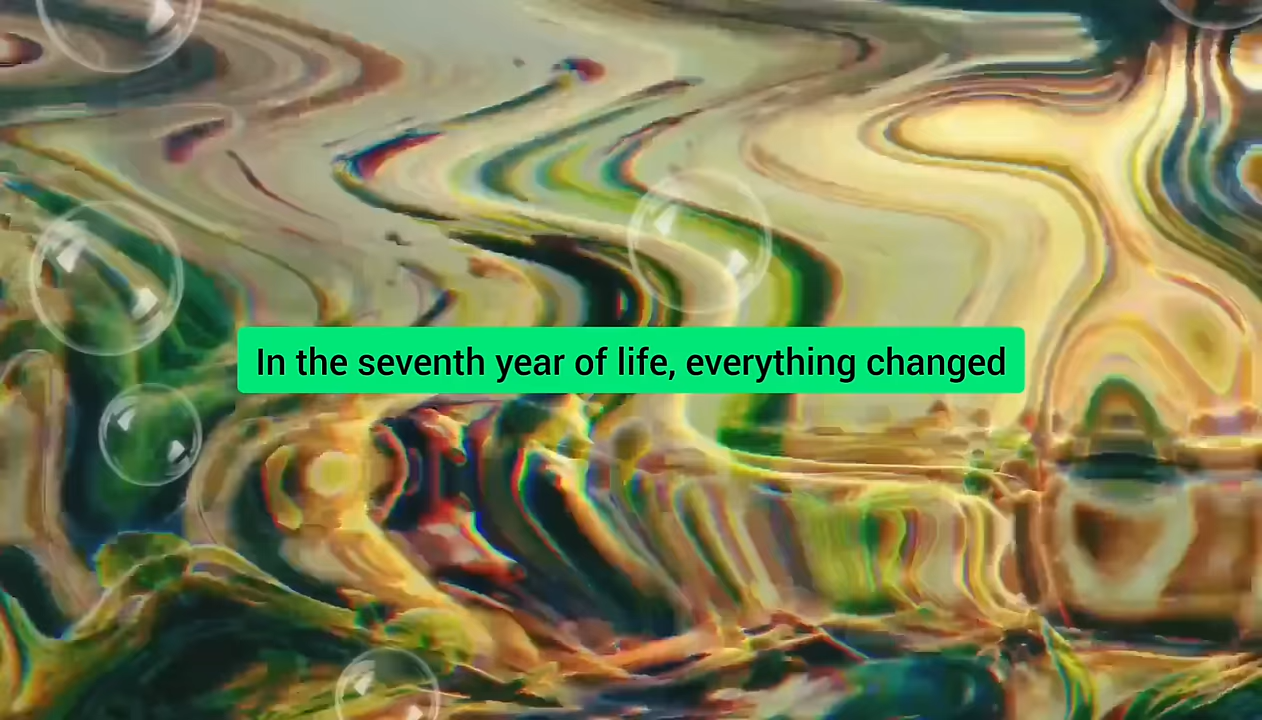 In the seventh year of life, everything changed